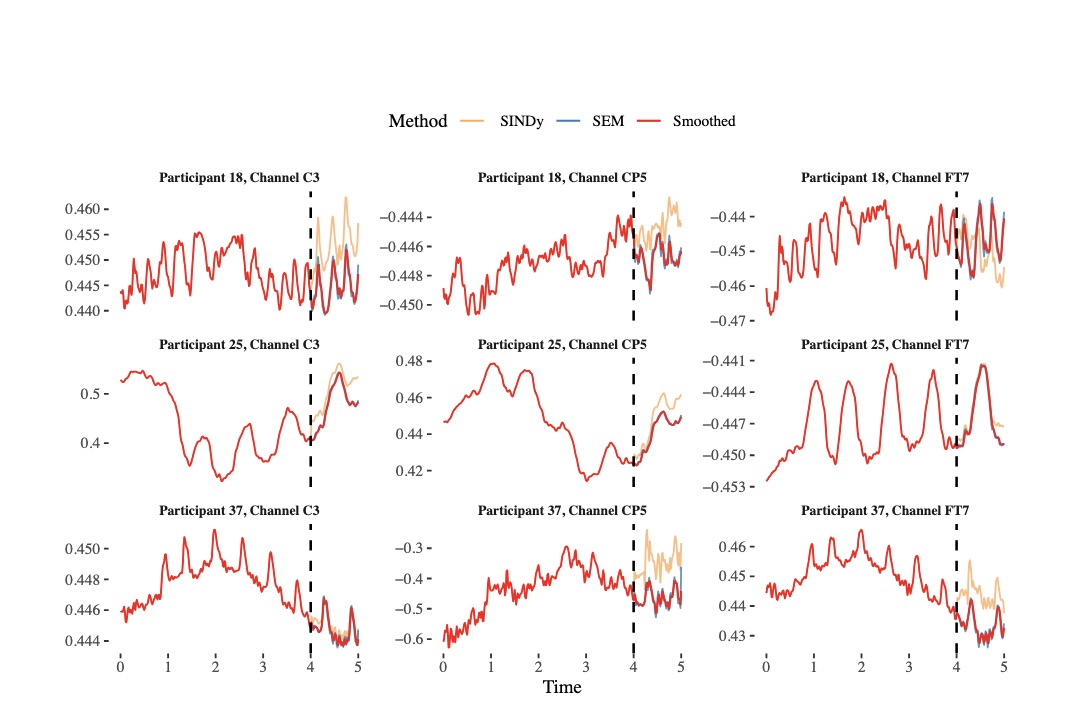 Method SINDy SEM Smoothed
Participant 18, Channel C3
0.460
0.455
0.450
0.445
0.440
Participant 18, Channel CP5
−0.444
−0.446
−0.448
−0.450
Participant 18, Channel FT7
−0.44
−0.45
−0.46
−0.47
Participant 25, Channel C3
0.5
0.4
Participant 25, Channel CP5
0.48
0.46
0.44
0.42
Participant 25, Channel FT7
−0.441
−0.444
−0.447
−0.450
−0.453
Participant 37, Channel C3
0.450
0.448
0.446
0.444
0 1 2 3 4 5
Participant 37, Channel CP5
−0.3
−0.4
−0.5
−0.6
0 1 2 3 4 5
Participant 37, Channel FT7
0.46
0.45
0.44
0.43
0 1 2 3 4 5
Time